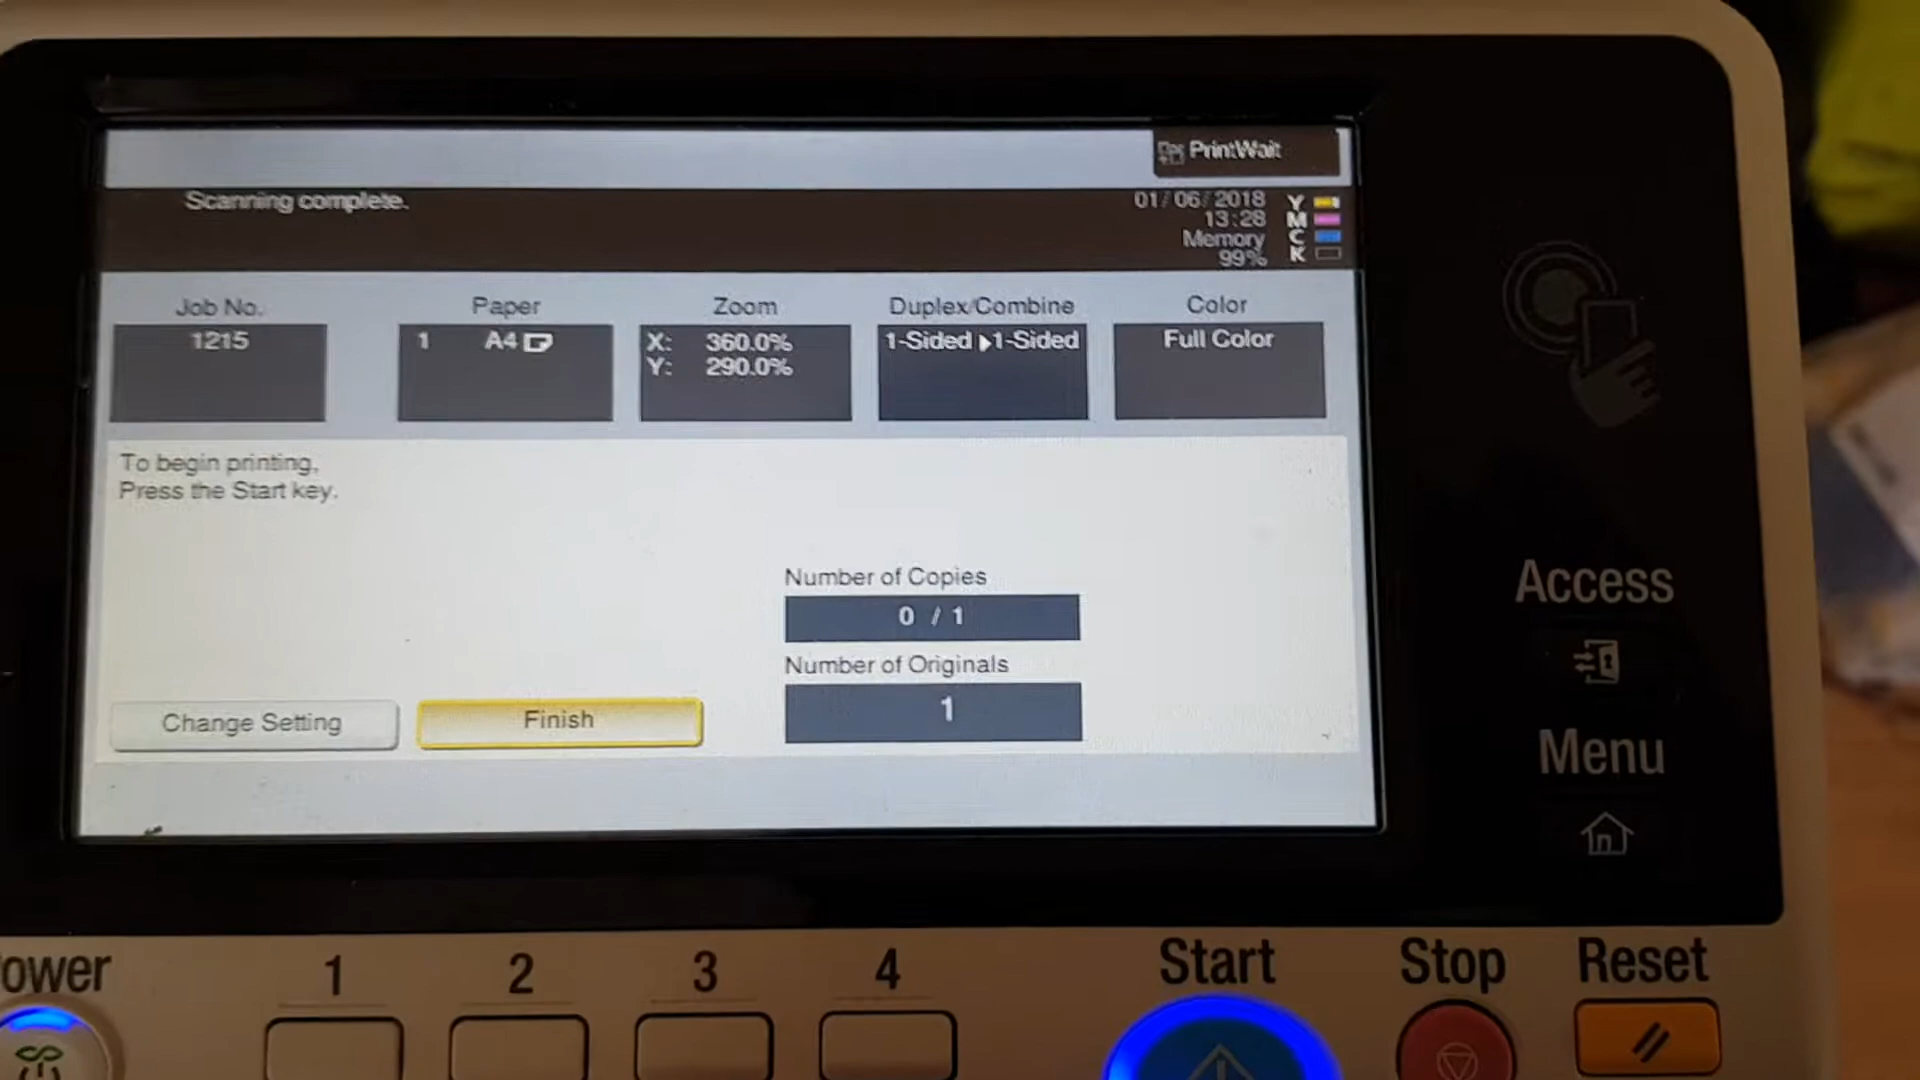 PrintWait
Scanning complete.
01/06/2018
13:28
Memory
99%
Y
M
C
K
Job No.
1215
Paper
1 A4
Zoom
X: 360.0%
Y: 290.0%
Duplex/Combine
1-Sided ▶1-Sided
Color
Full Color
To begin printing,
Press the Start key.
Number of Copies
0 / 1
Number of Originals
1
Change Setting
Finish
Access
Menu
ower
1
2
3
4
Start
Stop
Reset